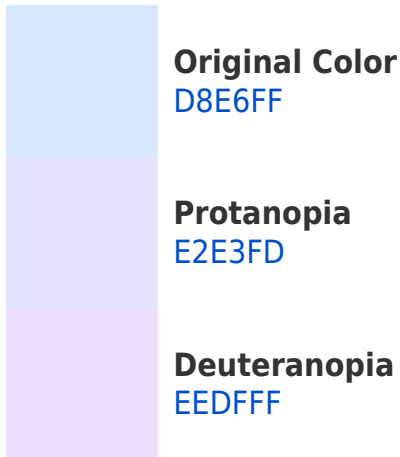 Original Color
D8E6FF
Protanopia
E2E3FD
Deuteranopia
EEDFFF